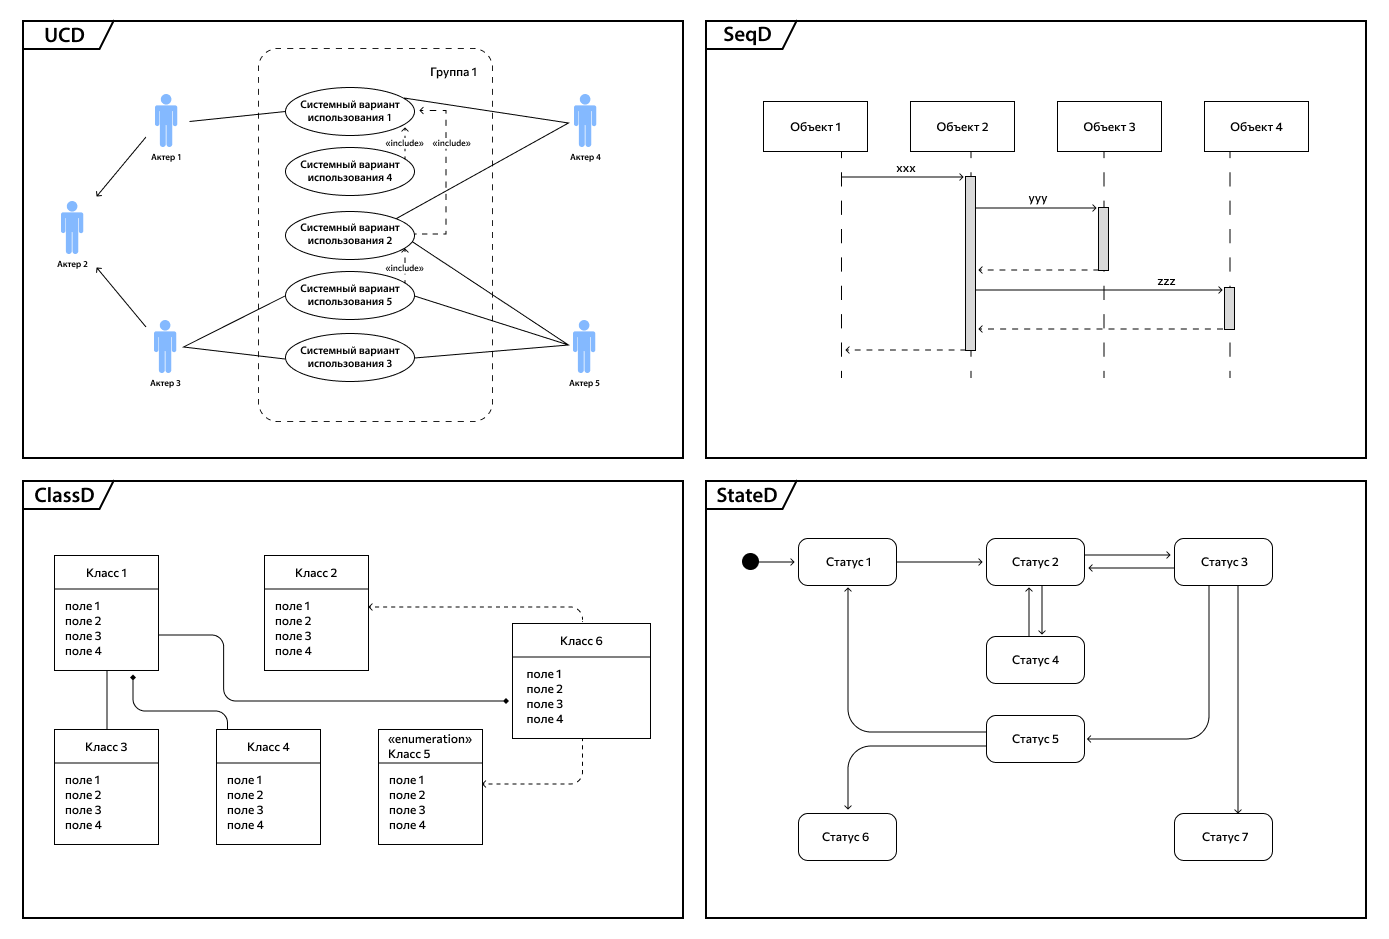 UCD
Группа 1
Системный вариант
использования 1
«include»
«include»
Системный вариант
использования 4
Системный вариант
использования 2
«include»
Системный вариант
использования 5
Системный вариант
использования 3
Актер 1
Актер 2
Актер 3
Актер 4
Актер 5
SeqD
Объект 1
Объект 2
Объект 3
Объект 4
xxx
yyy
zzz
ClassD
Класс 1
поле 1
поле 2
поле 3
поле 4
Класс 2
поле 1
поле 2
поле 3
поле 4
Класс 6
поле 1
поле 2
поле 3
поле 4
Класс 3
поле 1
поле 2
поле 3
поле 4
Класс 4
поле 1
поле 2
поле 3
поле 4
«enumeration»
Класс 5
поле 1
поле 2
поле 3
поле 4
StateD
Статус 1
Статус 2
Статус 3
Статус 4
Статус 5
Статус 6
Статус 7